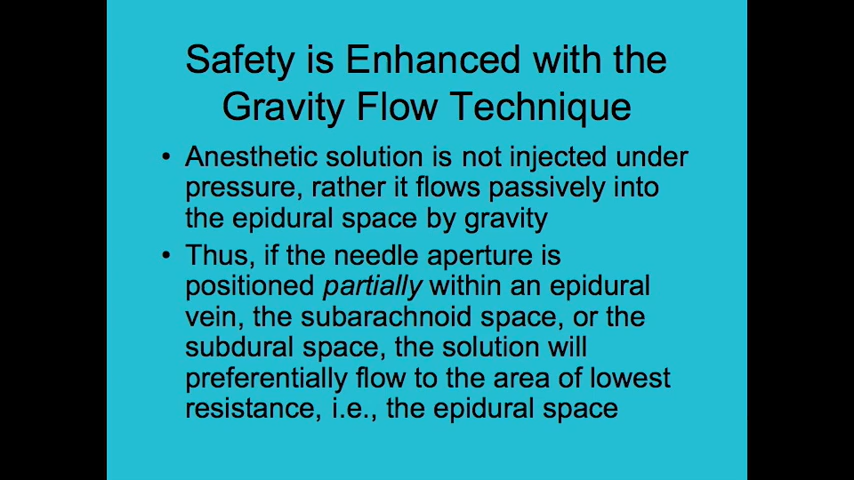 Safety is Enhanced with the
Gravity Flow Technique
• Anesthetic solution is not injected under
pressure, rather it flows passively into
the epidural space by gravity
• Thus, if the needle aperture is
positioned partially within an epidural
vein, the subarachnoid space, or the
subdural space, the solution will
preferentially flow to the area of lowest
resistance, i.e., the epidural space